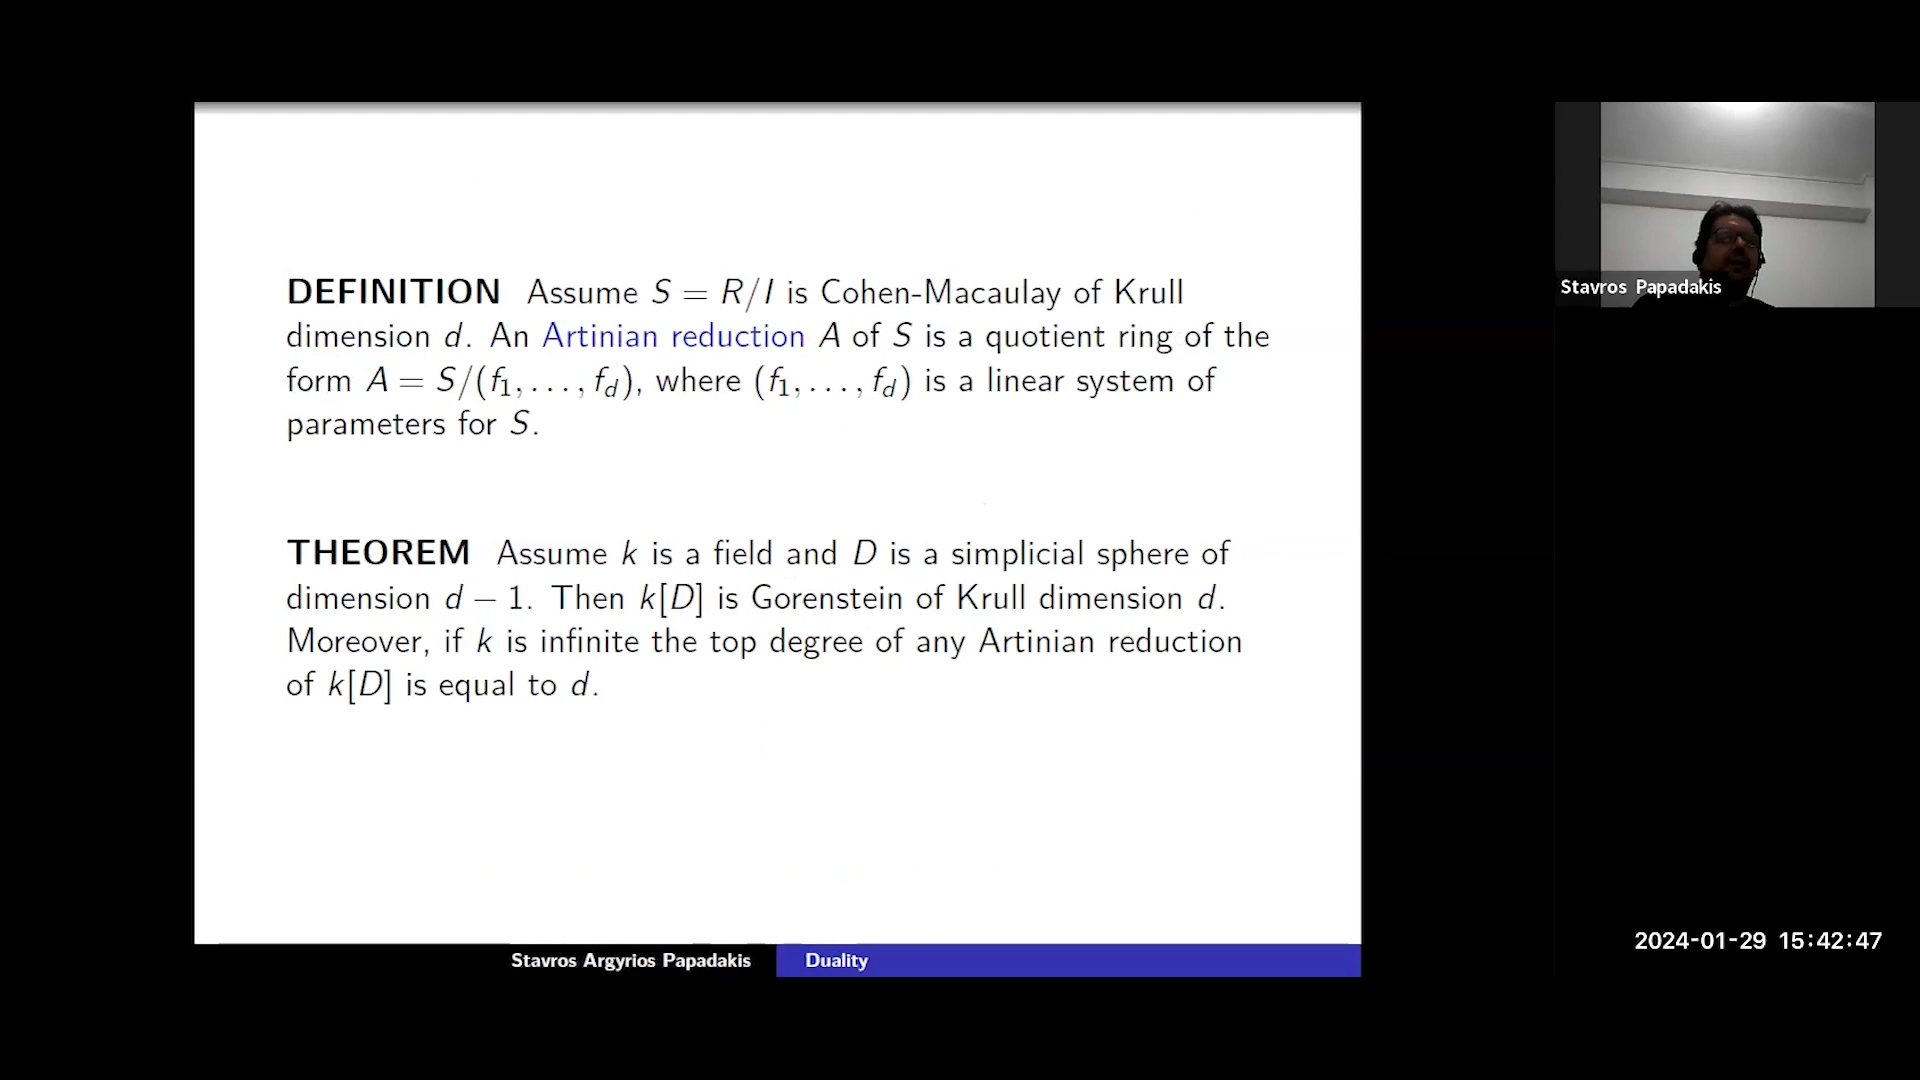 DEFINITION Assume S = R/I is Cohen-Macaulay of Krull
dimension d. An Artinian reduction A of S is a quotient ring of the
form A = S/(f₁, . . . , f_d), where (f₁, . . . , f_d) is a linear system of
parameters for S.
THEOREM Assume k is a field and D is a simplicial sphere of
dimension d − 1. Then k[D] is Gorenstein of Krull dimension d.
Moreover, if k is infinite the top degree of any Artinian reduction
of k[D] is equal to d.
Stavros Argyrios Papadakis Duality
Stavros Papadakis
2024-01-29 15:42:47